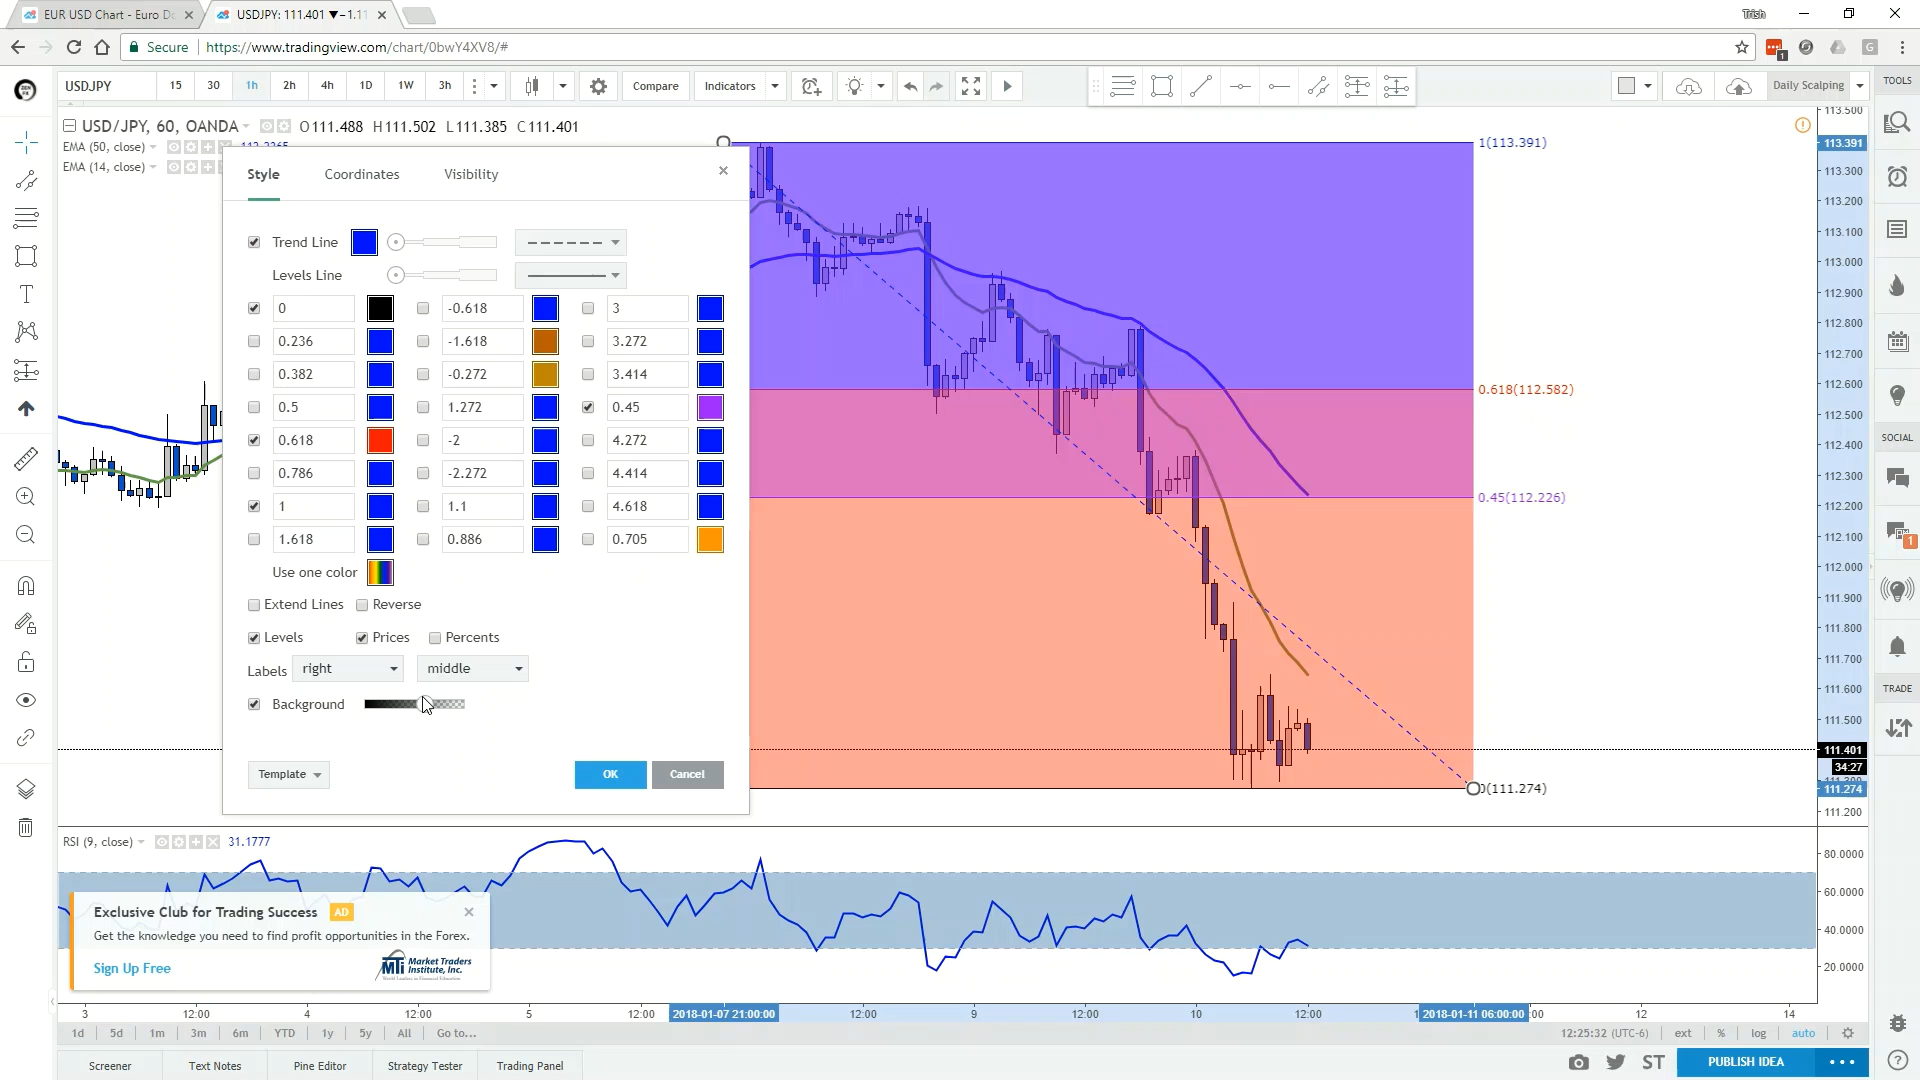 EUR USD Chart - Euro Do
USDJPY: 111.401 ▼−1.11
Trish
Secure
https://www.tradingview.com/chart/0bwY4XV8/#
1
G
USDJPY
15
30
1h
2h
4h
1D
1W
3h
Compare
Indicators
Daily Scalping
TOOLS
USD/JPY, 60, OANDA
O111.488 H111.502 L111.385 C111.401
EMA (50, close)
EMA (14, close)
Style
Coordinates
Visibility
Trend Line
Levels Line
0
-0.618
3
0.236
-1.618
3.272
0.382
-0.272
3.414
0.5
1.272
0.45
0.618
-2
4.272
0.786
-2.272
4.414
1
1.1
4.618
1.618
0.886
0.705
Use one color
Extend Lines
Reverse
Levels
Prices
Percents
Labels
right
middle
Background
Template
OK
Cancel
1(113.391)
0.618(112.582)
0.45(112.226)
0(111.274)
113.500
113.391
113.300
113.200
113.100
113.000
112.900
112.800
112.700
112.600
112.500
112.400
112.300
112.200
112.100
112.000
111.900
111.800
111.700
111.600
111.500
111.401
34:27
111.274
111.200
SOCIAL
1
TRADE
RSI (9, close)
31.1777
80.0000
60.0000
40.0000
20.0000
Exclusive Club for Trading Success
AD
Get the knowledge you need to find profit opportunities in the Forex.
Sign Up Free
MTi Market Traders
Institute, Inc.
3
12:00
4
12:00
5
12:00
2018-01-07 21:00:00
12:00
9
12:00
10
12:00
2018-01-11 06:00:00
:00
12
14
1d
5d
1m
3m
6m
YTD
1y
5y
All
Go to...
12:25:32 (UTC-6)
ext
%
log
auto
Screener
Text Notes
Pine Editor
Strategy Tester
Trading Panel
ST
PUBLISH IDEA